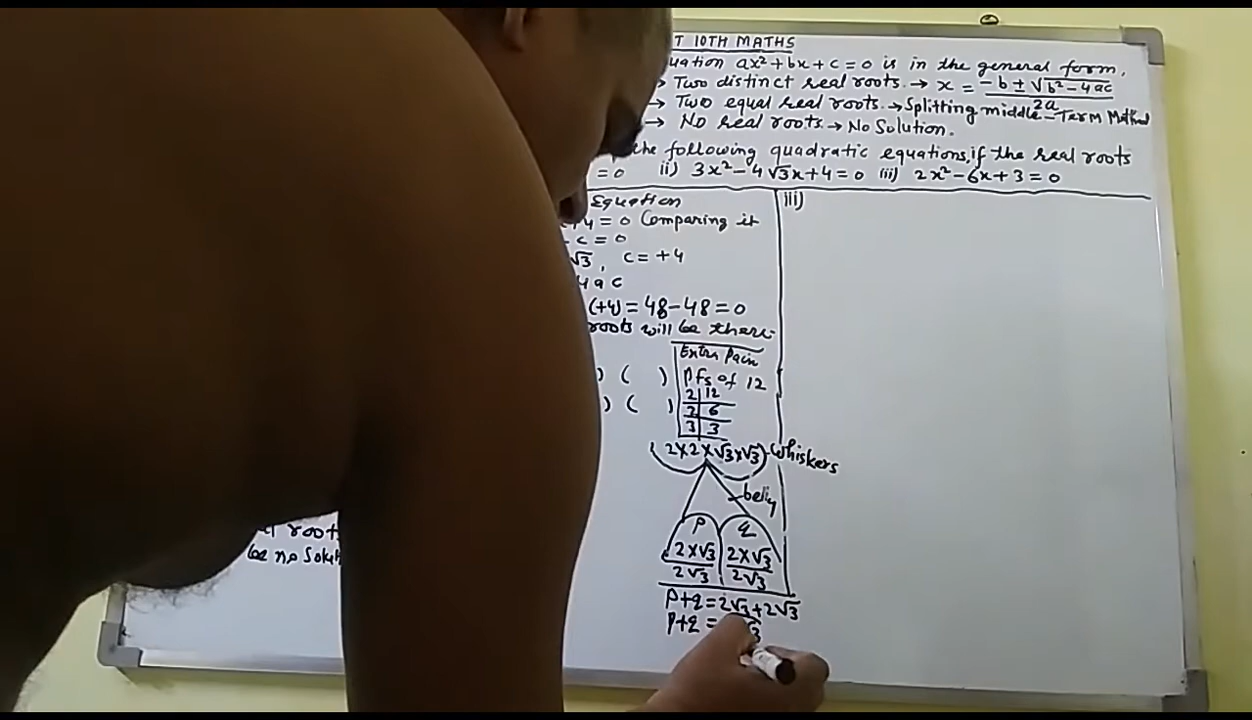 T 10TH MATHS
uation ax²+bx+c=0 is in the general form,
→ Two distinct real roots → x = -b ± √b²-4ac / 2a
→ Two equal real roots → Splitting middle-Term Method
→ No real roots → No Solution.
the following quadratic equations, if the real roots
= 0 ii) 3x²-4√3x+4=0 iii) 2x²-6x+3=0
Equation
+4 = 0 Comparing it
c = 0
√3, c = +4
4ac
(+4) = 48-48=0
roots will be there
Extra Pain
) ( ) Pfs of 12
2 | 12
) ( )
2 | 6
3 | 3
2×2×√3×√3 Whiskers
belly
p q
2×√3 2×√3
2√3 2√3
p+q = 2√3+2√3
p+q =
iii)
roots
be no Solut